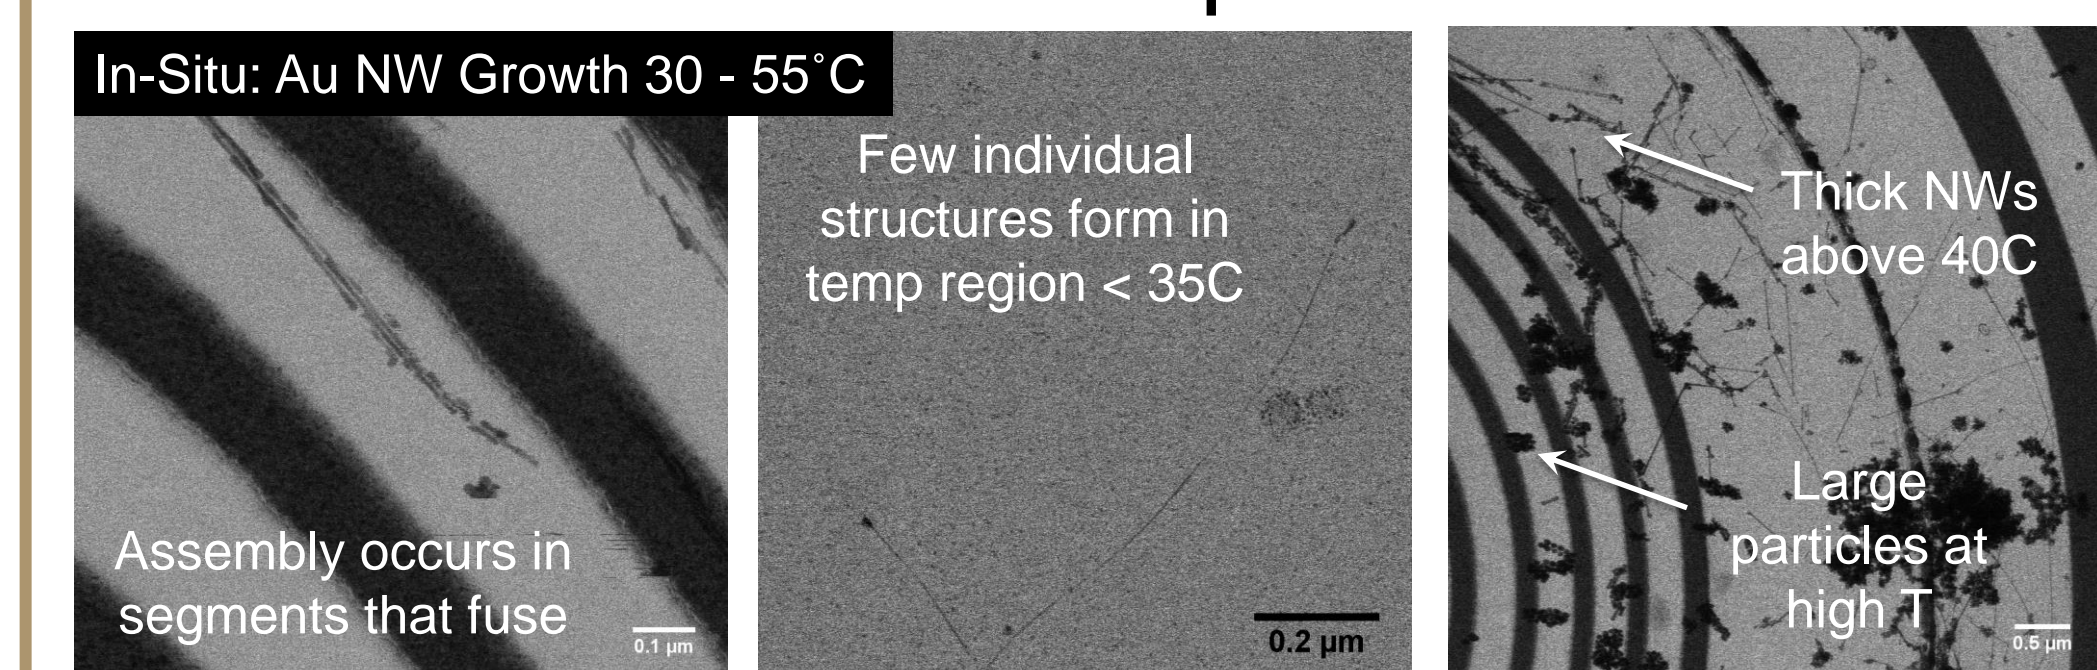 In-Situ: Au NW Growth 30 - 55˚C
Assembly occurs in
segments that fuse
0.1 µm
Few individual
structures form in
temp region < 35C
0.2 µm
Thick NWs
above 40C
Large
particles at
high T
0.5 µm